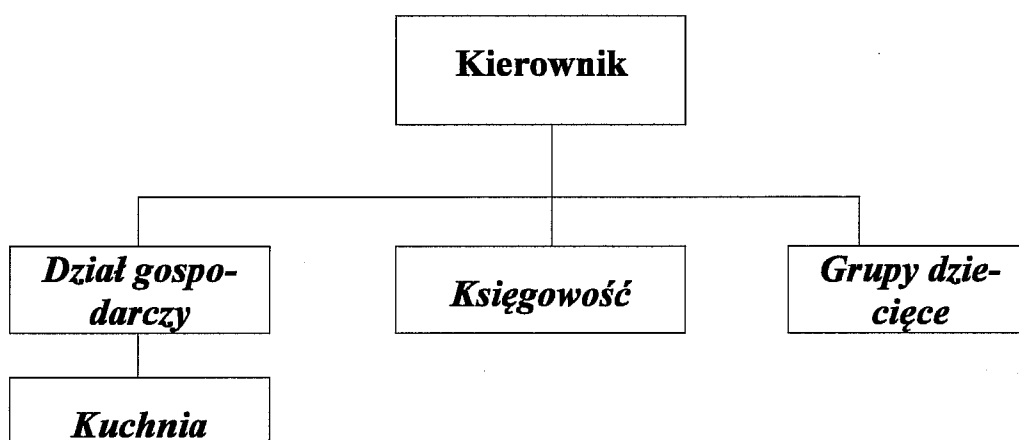 Kierownik
Dział gospo-
darczy
Księgowość
Grupy dzie-
cięce
Kuchnia